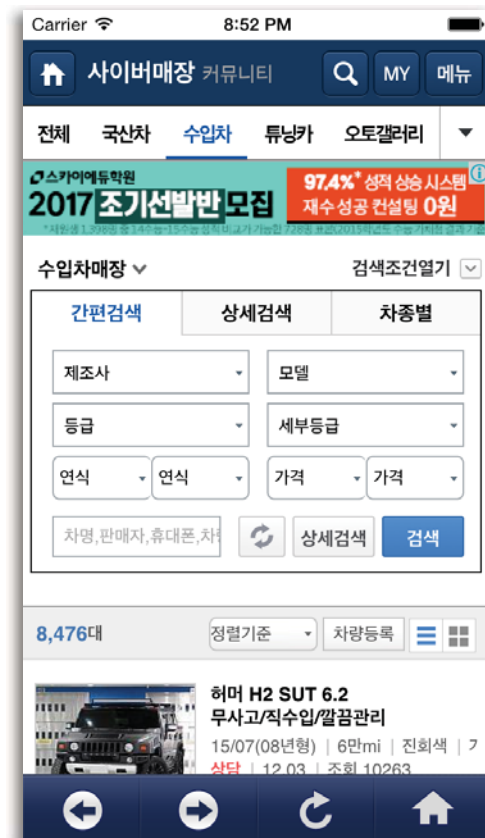 Carrier 8:52 PM
사이버매장 커뮤니티 MY 메뉴
전체 국산차 수입차 튜닝카 오토갤러리
스카이에듀학원
2017 조기선발반 모집
97.4%* 성적 상승 시스템
재수 성공 컨설팅 0원
수입차매장 검색조건열기
간편검색 상세검색 차종별
제조사 모델
등급 세부등급
연식 연식 가격 가격
차명,판매자,휴대폰, 상세검색 검색
8,476대 정렬기준 차량등록
허머 H2 SUT 6.2
무사고/직수입/깔끔관리
15/07(08년형) | 6만mi | 진회색 |
상담 | 12.03 | 조회 10263